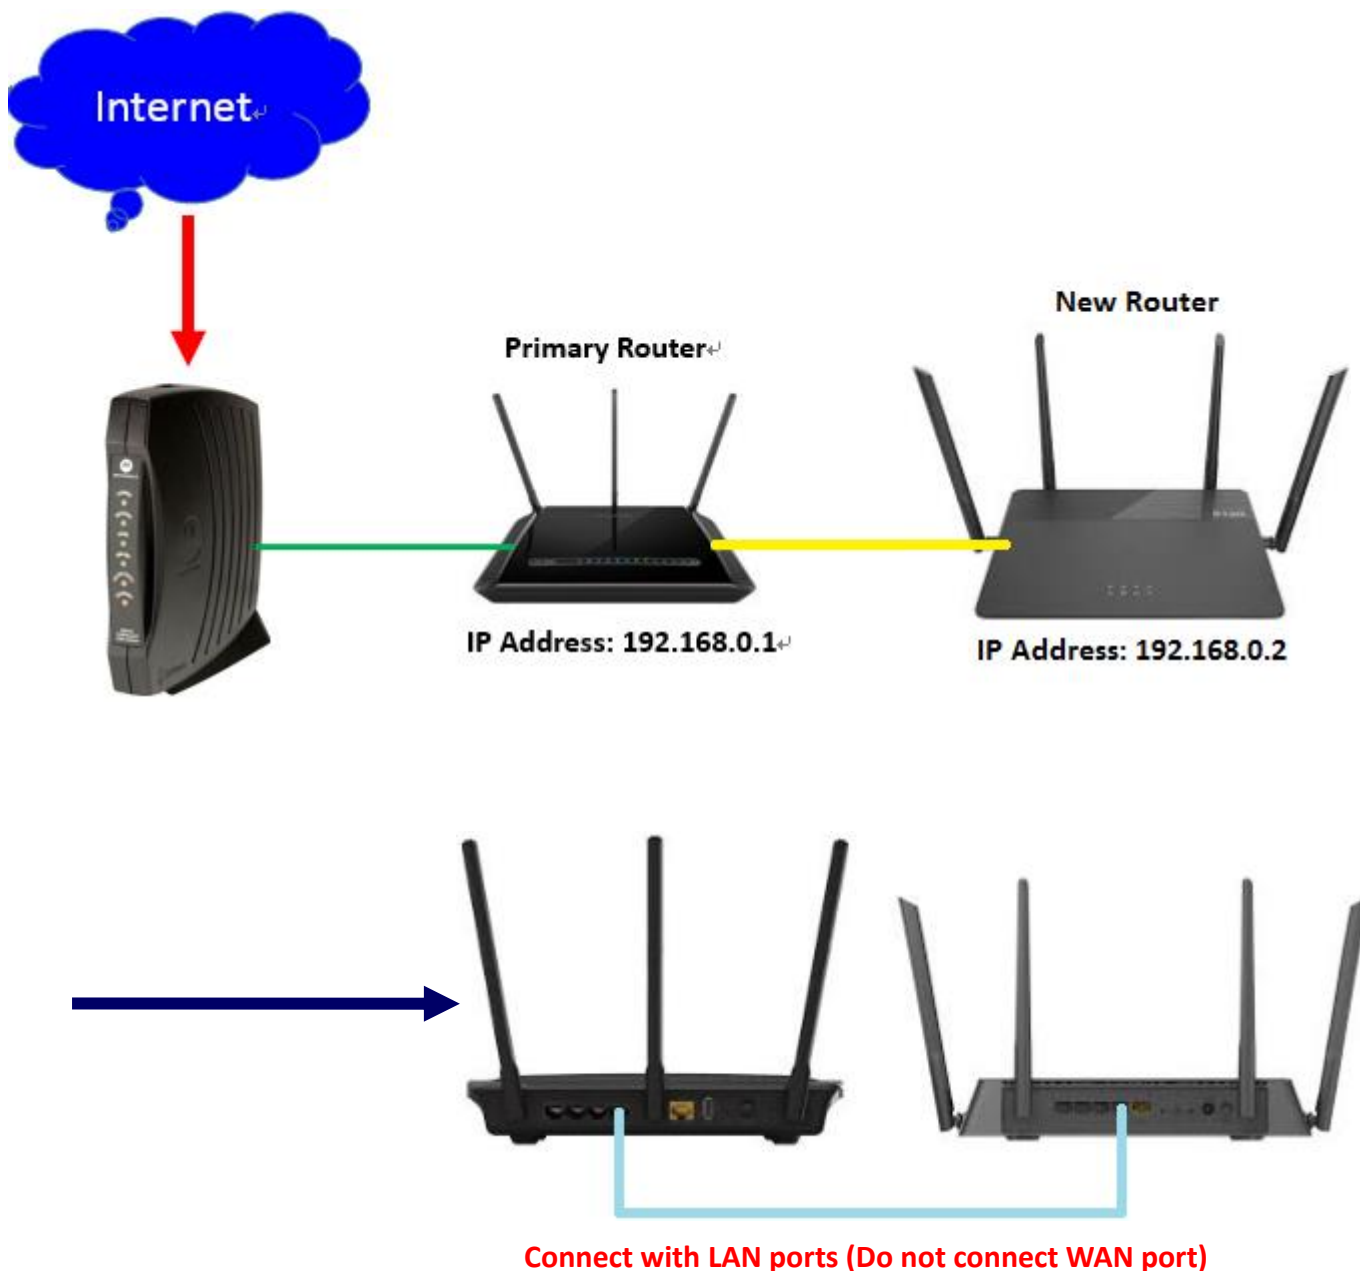 Internet
New Router
Primary Router
IP Address: 192.168.0.1
IP Address: 192.168.0.2
Connect with LAN ports (Do not connect WAN port)